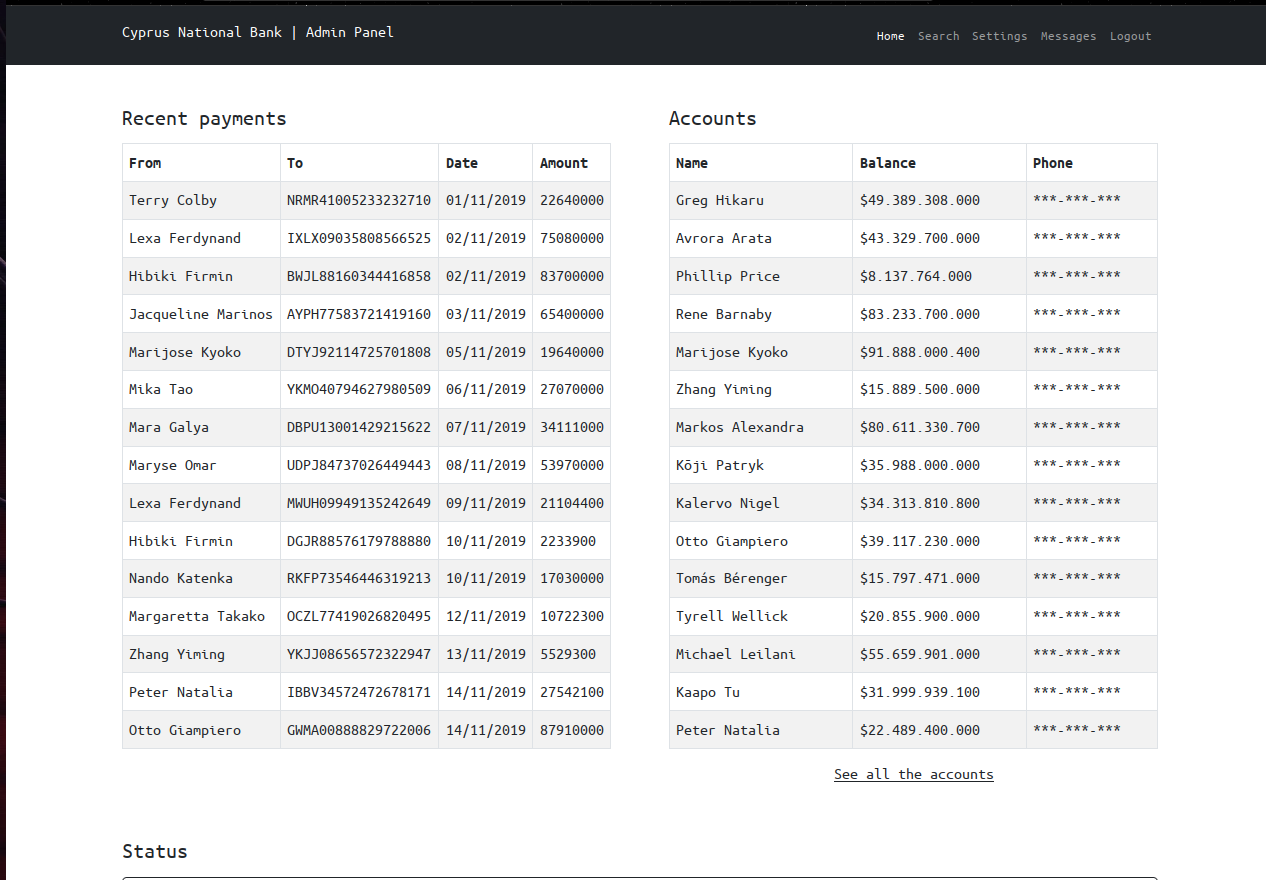 Cyprus National Bank | Admin Panel
Home Search Settings Messages Logout
Recent payments
From To Date Amount
Terry Colby NRMR41005233232710 01/11/2019 22640000
Lexa Ferdynand IXLX09035808566525 02/11/2019 75080000
Hibiki Firmin BWJL88160344416858 02/11/2019 83700000
Jacqueline Marinos AYPH77583721419160 03/11/2019 65400000
Marijose Kyoko DTYJ92114725701808 05/11/2019 19640000
Mika Tao YKMO40794627980509 06/11/2019 27070000
Mara Galya DBPU13001429215622 07/11/2019 34111000
Maryse Omar UDPJ84737026449443 08/11/2019 53970000
Lexa Ferdynand MWUH09949135242649 09/11/2019 21104400
Hibiki Firmin DGJR88576179788880 10/11/2019 2233900
Nando Katenka RKFP73546446319213 10/11/2019 17030000
Margaretta Takako OCZL77419026820495 12/11/2019 10722300
Zhang Yiming YKJJ08656572322947 13/11/2019 5529300
Peter Natalia IBBV34572472678171 14/11/2019 27542100
Otto Giampiero GWMA00888829722006 14/11/2019 87910000
Accounts
Name Balance Phone
Greg Hikaru $49.389.308.000 ***-***-***
Avrora Arata $43.329.700.000 ***-***-***
Phillip Price $8.137.764.000 ***-***-***
Rene Barnaby $83.233.700.000 ***-***-***
Marijose Kyoko $91.888.000.400 ***-***-***
Zhang Yiming $15.889.500.000 ***-***-***
Markos Alexandra $80.611.330.700 ***-***-***
Kōji Patryk $35.988.000.000 ***-***-***
Kalervo Nigel $34.313.810.800 ***-***-***
Otto Giampiero $39.117.230.000 ***-***-***
Tomás Bérenger $15.797.471.000 ***-***-***
Tyrell Wellick $20.855.900.000 ***-***-***
Michael Leilani $55.659.901.000 ***-***-***
Kaapo Tu $31.999.939.100 ***-***-***
Peter Natalia $22.489.400.000 ***-***-***
See all the accounts
Status